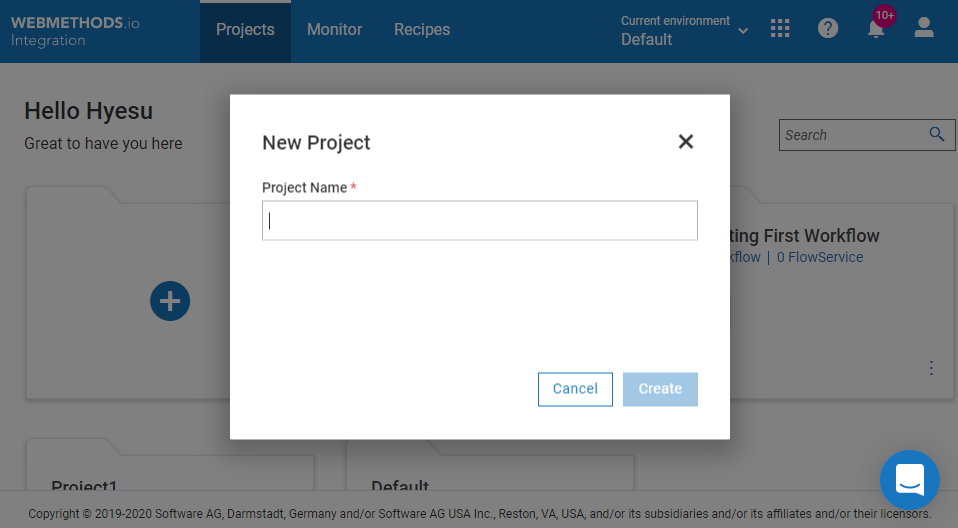 WEBMETHODS.io
Integration
Projects
Monitor
Recipes
Current environment
Default
10+
Hello Hyesu
Great to have you here
Search
New Project
Project Name *
ting First Workflow
kflow | 0 FlowService
Cancel
Create
Project1
Default
Copyright © 2019-2020 Software AG, Darmstadt, Germany and/or Software AG USA Inc., Reston, VA, USA, and/or its subsidiaries and/or its affiliates and/or their licensors.